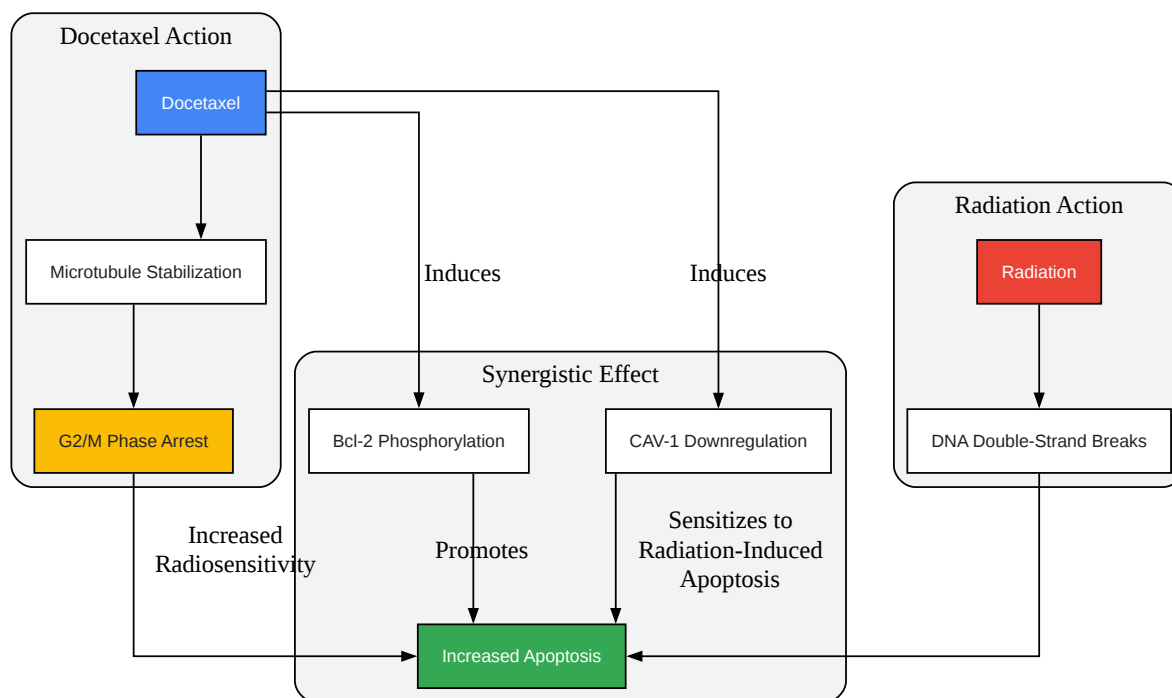 Docetaxel Action
Docetaxel
Radiation Action
Microtubule Stabilization
Induces
Induces
Radiation
Synergistic Effect
G2/M Phase Arrest
Bcl-2 Phosphorylation
CAV-1 Downregulation
DNA Double-Strand Breaks
Increased
Radiosensitivity
Promotes
Sensitizes to
Radiation-Induced
Apoptosis
Increased Apoptosis